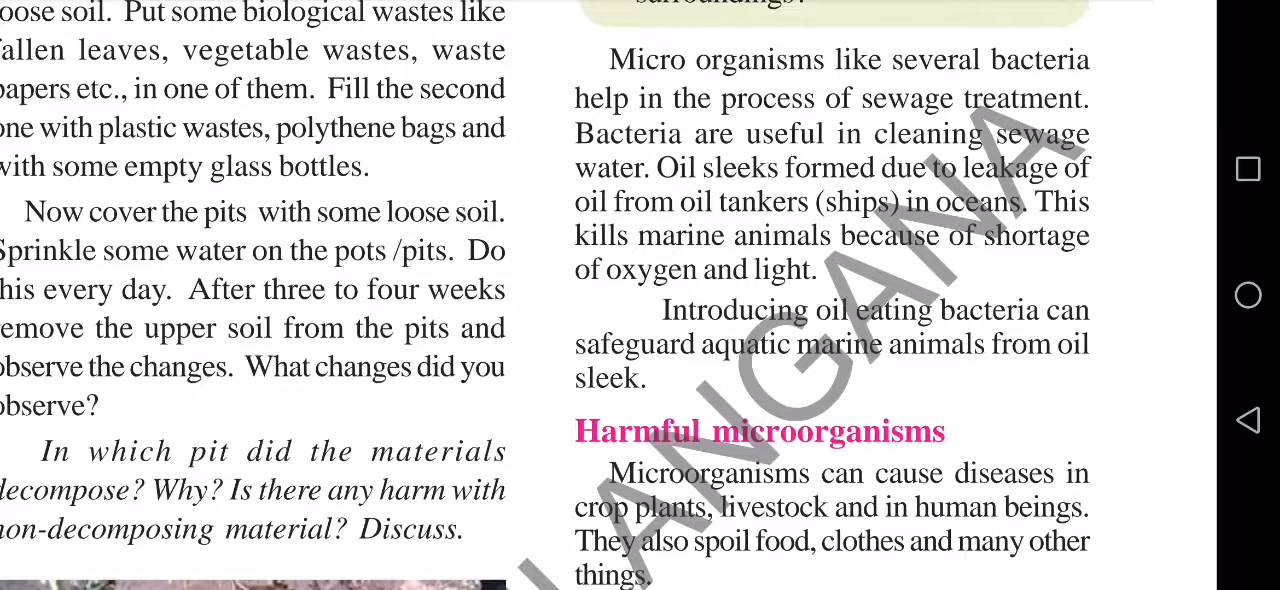 loose soil. Put some biological wastes like
fallen leaves, vegetable wastes, waste
papers etc., in one of them. Fill the second
one with plastic wastes, polythene bags and
with some empty glass bottles.
Now cover the pits with some loose soil.
Sprinkle some water on the pots /pits. Do
this every day. After three to four weeks
remove the upper soil from the pits and
observe the changes. What changes did you
observe?
In which pit did the materials
decompose? Why? Is there any harm with
non-decomposing material? Discuss.
surroundings?
Micro organisms like several bacteria
help in the process of sewage treatment.
Bacteria are useful in cleaning sewage
water. Oil sleeks formed due to leakage of
oil from oil tankers (ships) in oceans. This
kills marine animals because of shortage
of oxygen and light.
Introducing oil eating bacteria can
safeguard aquatic marine animals from oil
sleek.
Harmful microorganisms
Microorganisms can cause diseases in
crop plants, livestock and in human beings.
They also spoil food, clothes and many other
things.
LANGANA